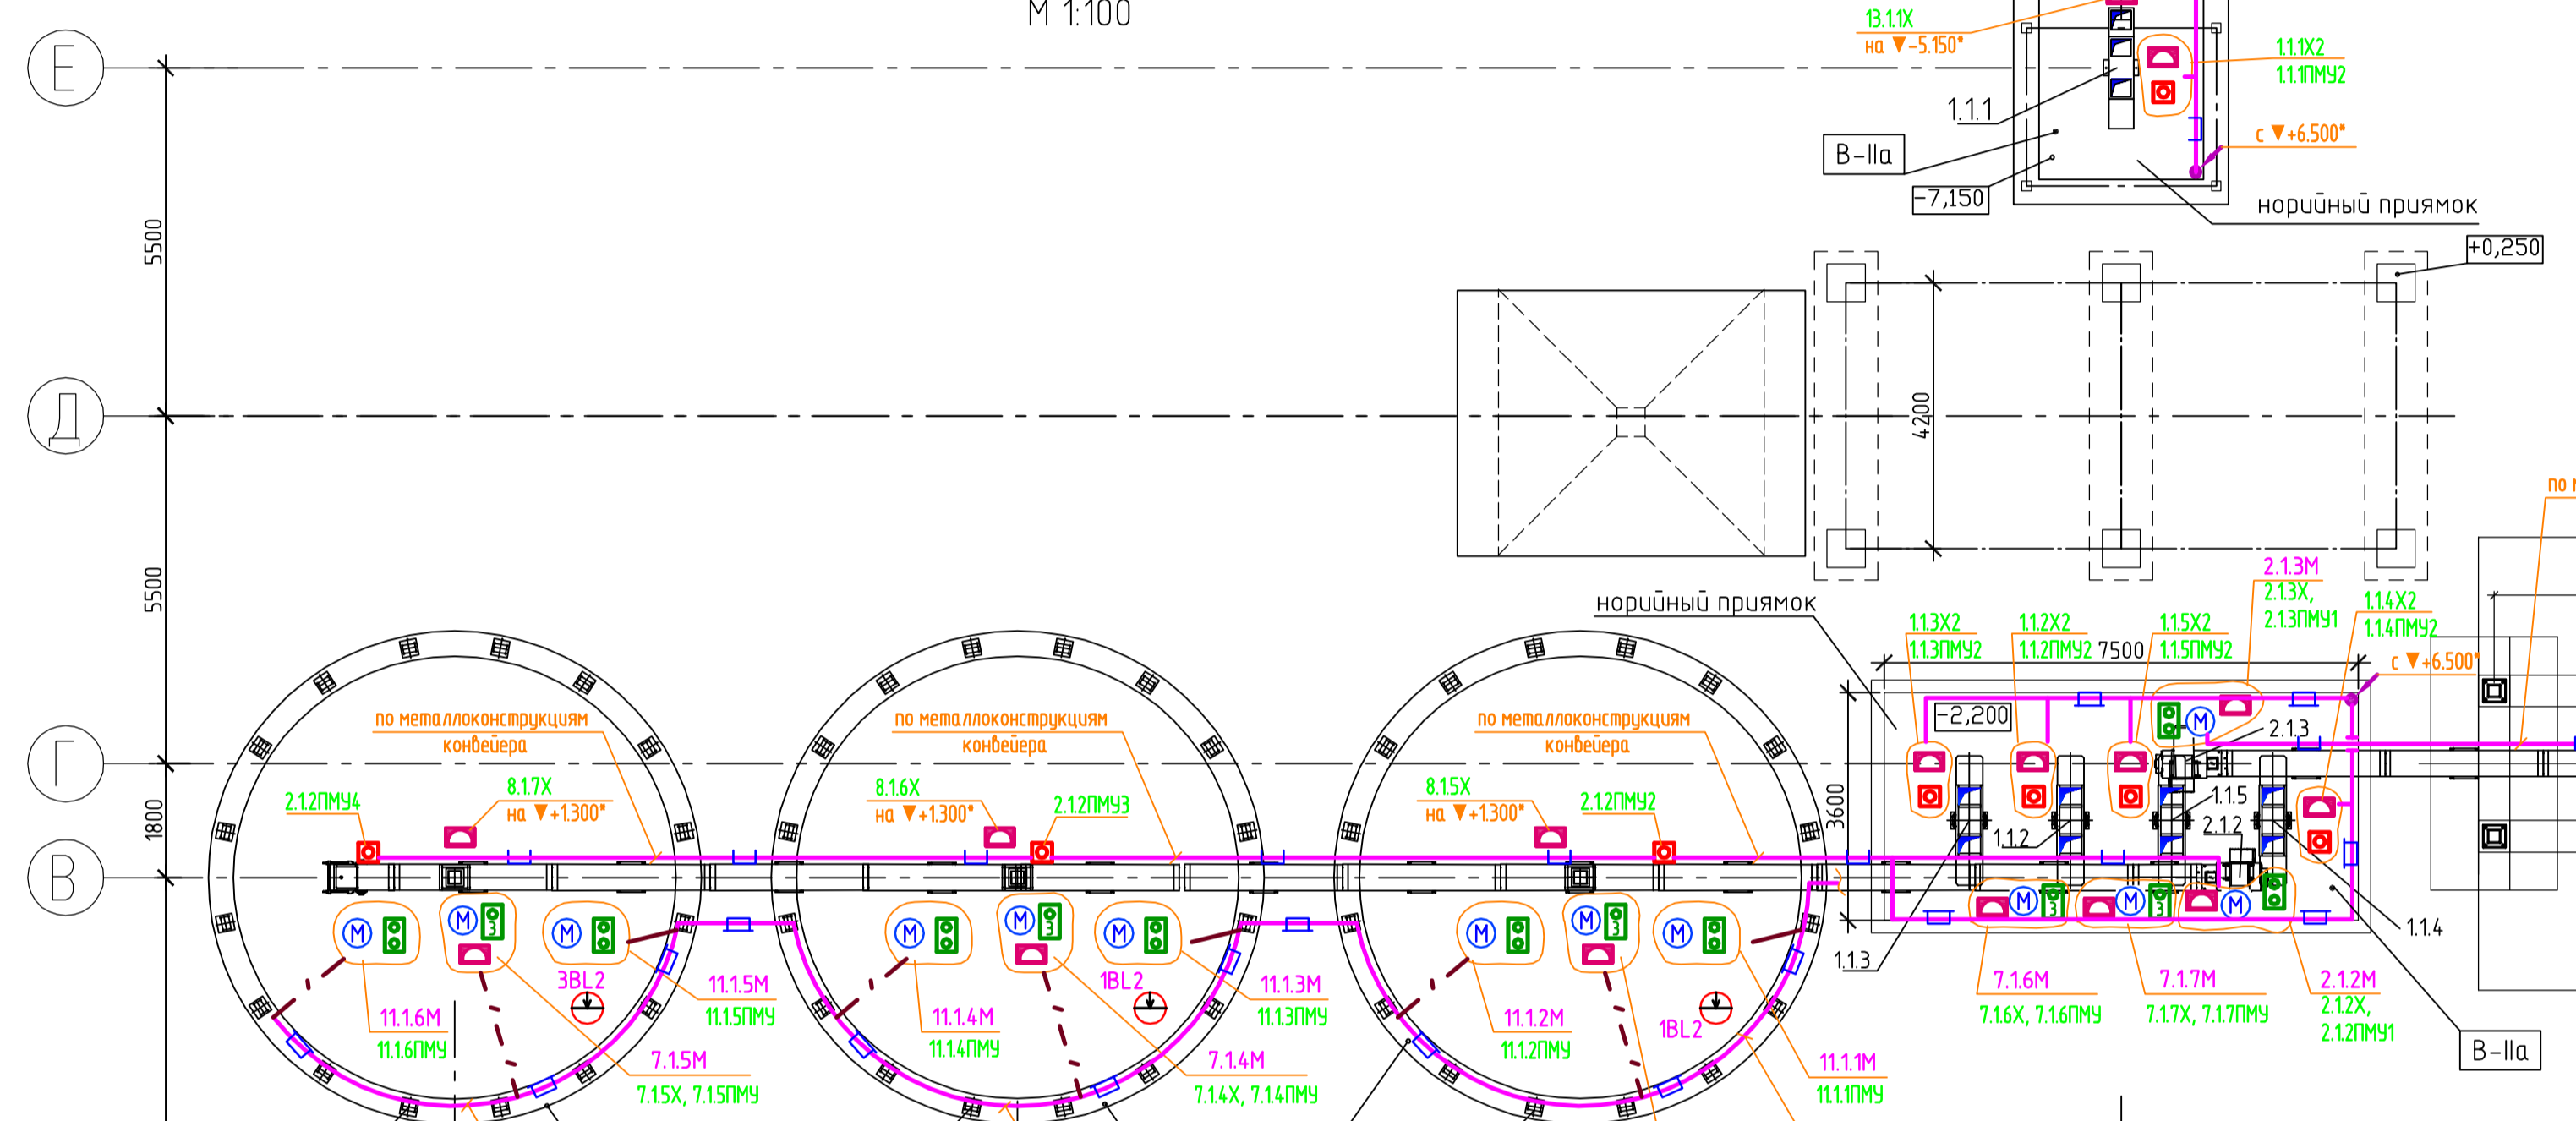 М 1:100
Е
13.1.1Х
на ▼-5.150*
1.1.1Х2
1.1.1ПМУ2
1.1.1
с ▼+6.500*
В-IIа
-7,150
норийный приямок
+0,250
5500
Д
4200
5500
норийный приямок
2.1.3М
2.1.3Х,
2.1.3ПМУ1
1.1.4Х2
1.1.4ПМУ2
1.1.3Х2
1.1.3ПМУ2
1.1.2Х2
1.1.2ПМУ2
7500
1.1.5Х2
1.1.5ПМУ2
с ▼+6.500*
-2,200
М
2.1.3
по металлоконструкциям
конвейера
по металлоконструкциям
конвейера
по металлоконструкциям
конвейера
Г
1800
3600
2.1.2ПМУ4
8.1.7Х
на ▼+1.300*
8.1.6Х
на ▼+1.300*
2.1.2ПМУ3
8.1.5Х
на ▼+1.300*
2.1.2ПМУ2
1.1.5
1.1.2
2.1.2
В
М
М
3
М
М
М
3
М
М
М
3
М
М
3
М
3
М
1.1.3
1.1.4
3BL2
11.1.5М
11.1.5ПМУ
1BL2
11.1.3М
11.1.3ПМУ
1BL2
7.1.6М
7.1.6Х, 7.1.6ПМУ
7.1.7М
7.1.7Х, 7.1.7ПМУ
2.1.2М
2.1.2Х,
2.1.2ПМУ1
В-IIа
11.1.6М
11.1.6ПМУ
7.1.5М
7.1.5Х, 7.1.5ПМУ
11.1.4М
11.1.4ПМУ
7.1.4М
7.1.4Х, 7.1.4ПМУ
11.1.2М
11.1.2ПМУ
11.1.1М
11.1.1ПМУ